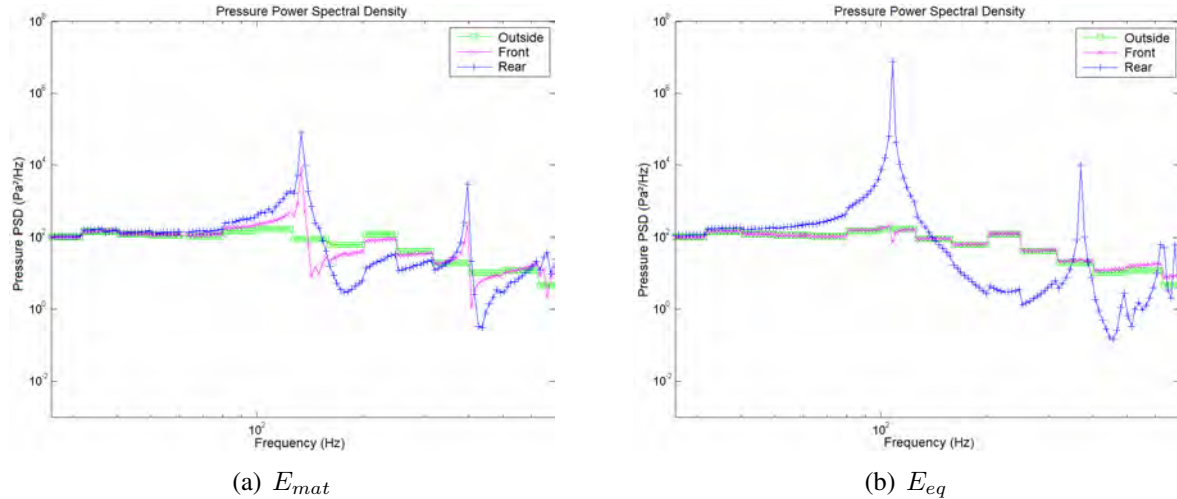 Pressure Power Spectral Density
Outside
Front
Rear
10^8
10^6
10^4
10^2
10^0
10^-2
Pressure PSD (Pa²/Hz)
10^2
Frequency (Hz)
(a) E_mat
Pressure Power Spectral Density
Outside
Front
Rear
10^8
10^6
10^4
10^2
10^0
10^-2
Pressure PSD (Pa²/Hz)
10^2
Frequency (Hz)
(b) E_eq